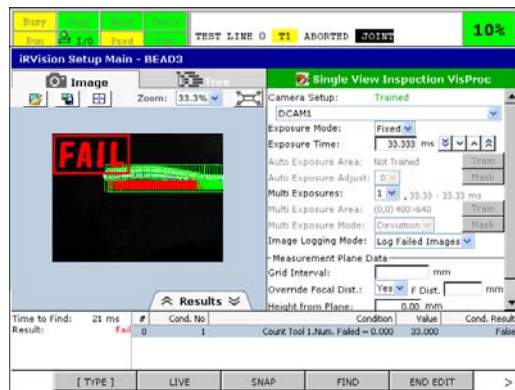 Busy
Run I/O Prod
TEST LINE 0 T1 ABORTED JOINT
10%
iRVision Setup Main - BEAD3
Image
Tree
Single View Inspection VisProc
Zoom: 33.3%
Camera Setup: Trained
DCAM1
Exposure Mode: Fixed
Exposure Time: 33.333 ms
Auto Exposure Area: Not Trained Train
Auto Exposure Adjust: 0 Mask
Multi Exposures: 1 , 33.33 - 33.33 ms
Multi Exposure Area: (0,0) 480×640 Train
Multi Exposure Mode: Deviation Mask
Image Logging Mode: Log Failed Images
Measurement Plane Data
Grid Interval: mm
Override Focal Dist.: Yes F Dist. mm
Height from Plane: 0.00 mm
FAIL
Results
Time to Find: 21 ms
Result: Fail
# Cond. No Condition Value Cond. Result
0 1 Count Tool 1.Num. Failed = 0.000 33.000 False
[ TYPE ] LIVE SNAP FIND END EDIT >